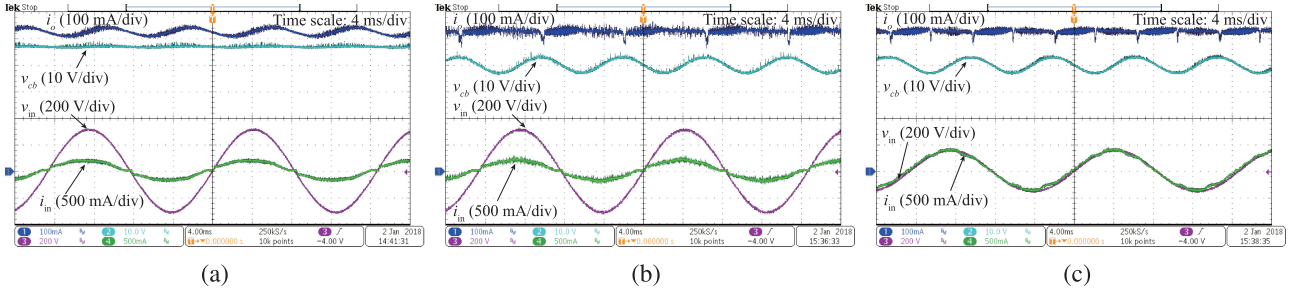 Tek Stop
i_o (100 mA/div) Time scale: 4 ms/div
v_cb (10 V/div)
v_in (200 V/div)
i_in (500 mA/div)
1 100mA 2 10.0 V 4.00ms 250kS/s 3 2 Jan 2018
3 200 V 4 500mA T→▼0.000000 s 10k points −4.00 V 14:41:31
(a)
Tek Stop
i_o (100 mA/div) Time scale: 4 ms/div
v_cb (10 V/div)
v_in (200 V/div)
i_in (500 mA/div)
1 100mA 2 10.0 V 4.00ms 250kS/s 3 2 Jan 2018
3 200 V 4 500mA T→▼0.000000 s 10k points −4.00 V 15:36:33
(b)
Tek Stop
i_o (100 mA/div) Time scale: 4 ms/div
v_cb (10 V/div)
v_in (200 V/div)
i_in (500 mA/div)
1 100mA 2 10.0 V 4.00ms 250kS/s 3 2 Jan 2018
3 200 V 4 500mA T→▼0.000000 s 10k points −4.00 V 15:38:35
(c)